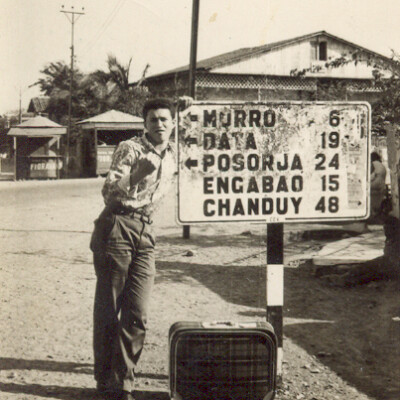 ← MORRO - 6
← DATA 19
← POSORJA 24
ENGABAO 15
CHANDUY 48